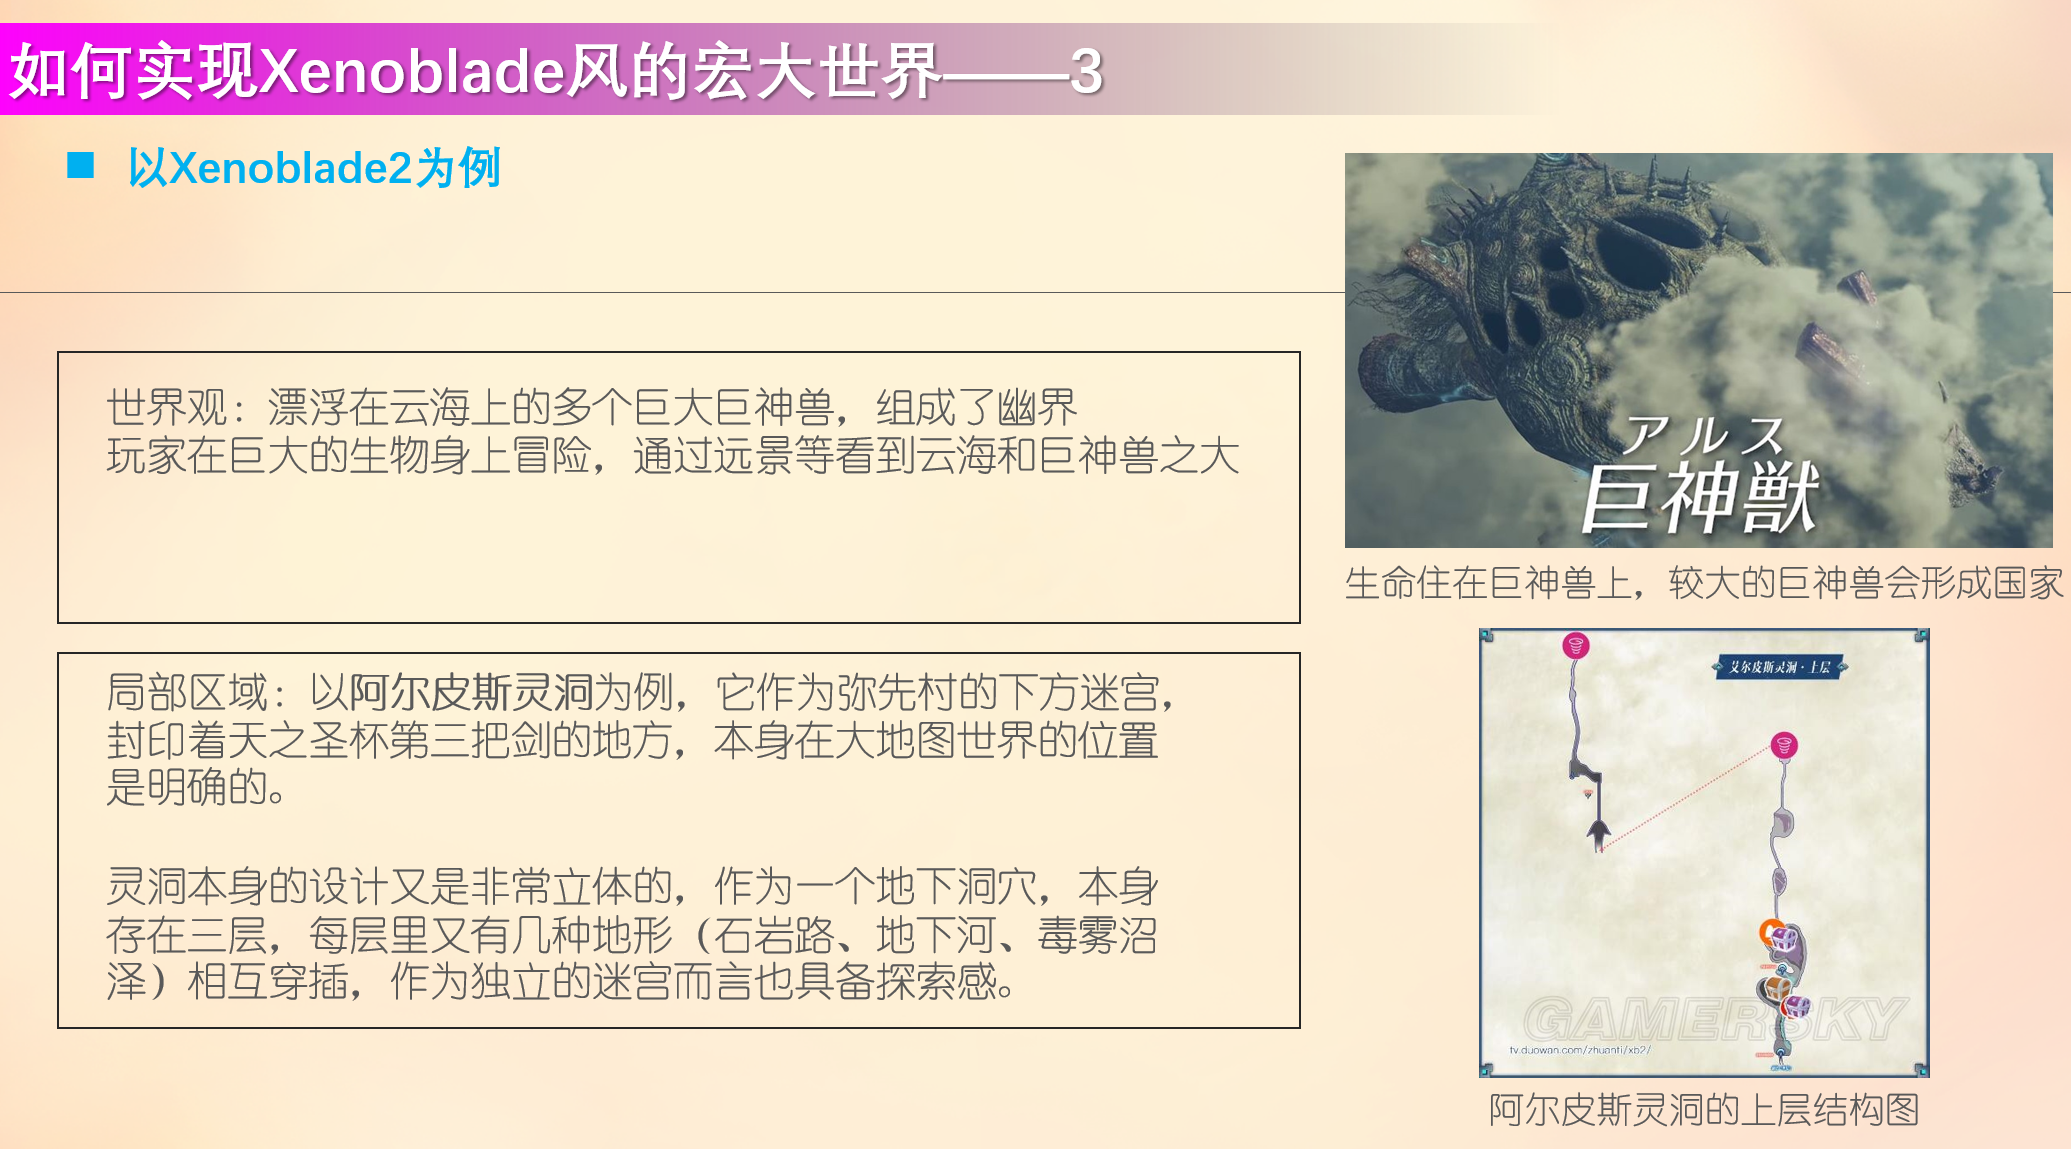 如何实现Xenoblade风的宏大世界——3
以Xenoblade2为例
世界观：漂浮在云海上的多个巨大巨神兽，组成了幽界
玩家在巨大的生物身上冒险，通过远景等看到云海和巨神兽之大
局部区域：以阿尔皮斯灵洞为例，它作为弥先村的下方迷宫，
封印着天之圣杯第三把剑的地方，本身在大地图世界的位置
是明确的。
灵洞本身的设计又是非常立体的，作为一个地下洞穴，本身
存在三层，每层里又有几种地形（石岩路、地下河、毒雾沼
泽）相互穿插，作为独立的迷宫而言也具备探索感。
アルス
巨神獣
生命住在巨神兽上，较大的巨神兽会形成国家
艾尔皮斯灵洞·上层
GAMERSKY
tv.duowan.com/zhuanti/xb2/
阿尔皮斯灵洞的上层结构图